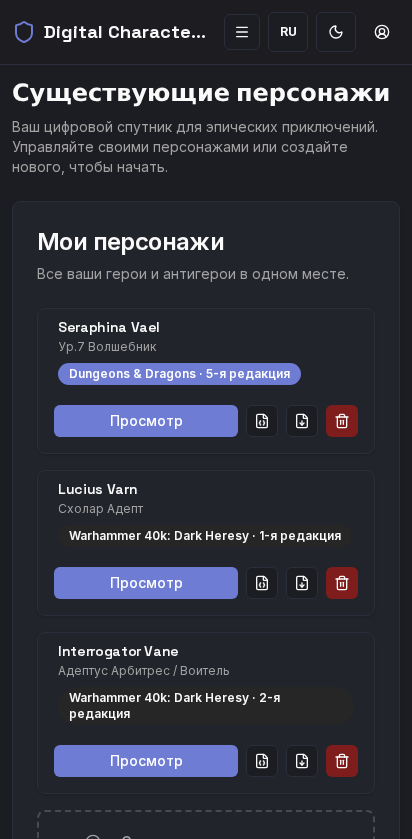 Digital Characte...
RU
Существующие персонажи
Ваш цифровой спутник для эпических приключений.
Управляйте своими персонажами или создайте
нового, чтобы начать.
Мои персонажи
Все ваши герои и антигерои в одном месте.
Seraphina Vael
Ур.7 Волшебник
Dungeons & Dragons · 5-я редакция
Просмотр
Lucius Varn
Схолар Адепт
Warhammer 40k: Dark Heresy · 1-я редакция
Просмотр
Interrogator Vane
Адептус Арбитрес / Воитель
Warhammer 40k: Dark Heresy · 2-я
редакция
Просмотр